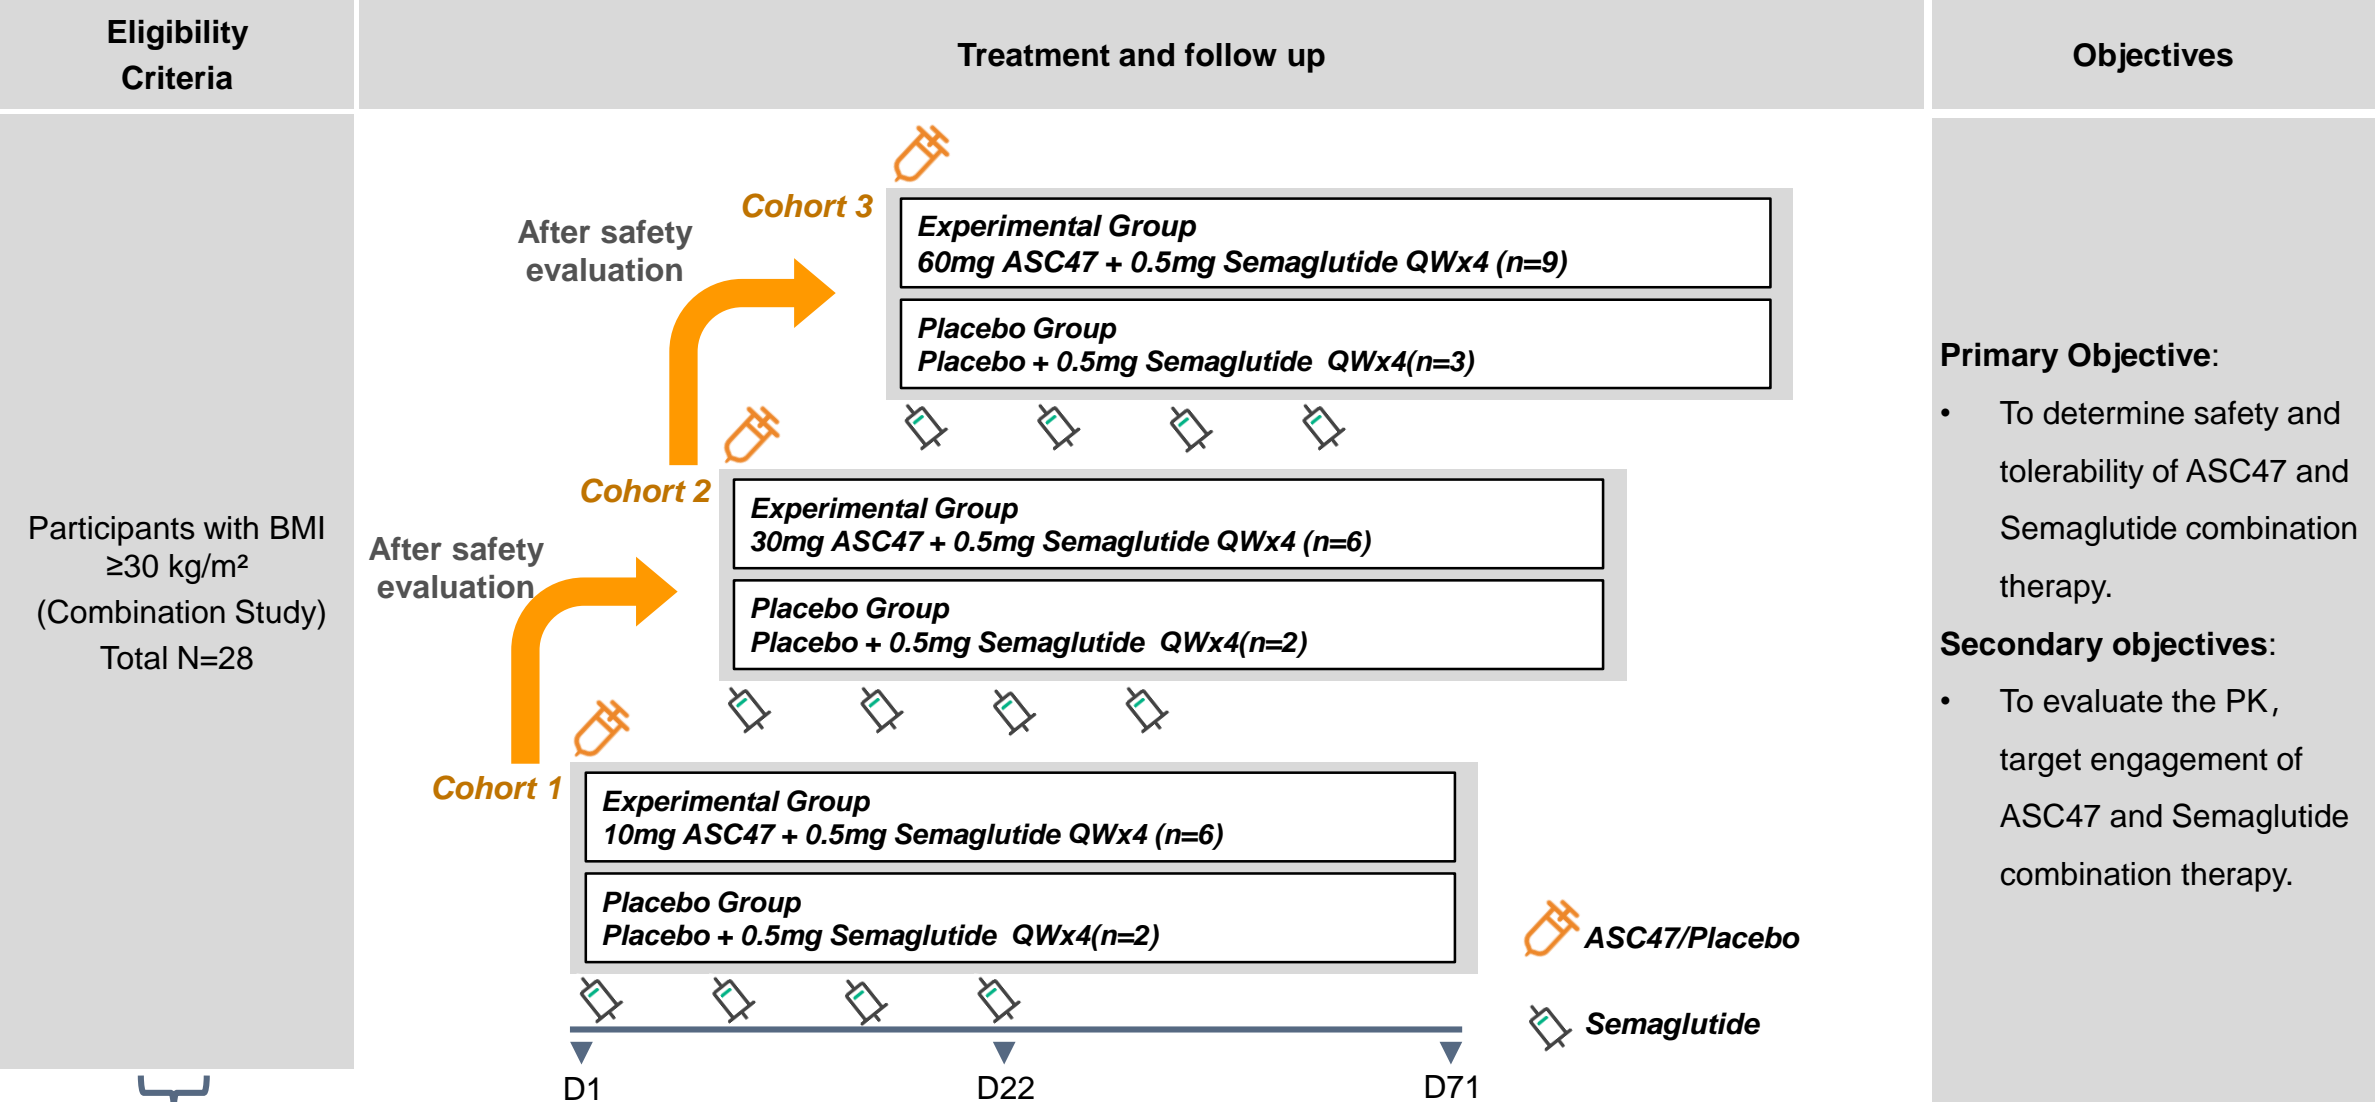 Eligibility
Criteria
Treatment and follow up
Objectives
Participants with BMI
≥30 kg/m²
(Combination Study)
Total N=28
Cohort 3
After safety
evaluation
Experimental Group
60mg ASC47 + 0.5mg Semaglutide QWx4 (n=9)
Placebo Group
Placebo + 0.5mg Semaglutide QWx4(n=3)
Cohort 2
After safety
evaluation
Experimental Group
30mg ASC47 + 0.5mg Semaglutide QWx4 (n=6)
Placebo Group
Placebo + 0.5mg Semaglutide QWx4(n=2)
Cohort 1
Experimental Group
10mg ASC47 + 0.5mg Semaglutide QWx4 (n=6)
Placebo Group
Placebo + 0.5mg Semaglutide QWx4(n=2)
ASC47/Placebo
Semaglutide
D1
D22
D71
Primary Objective:
• To determine safety and
tolerability of ASC47 and
Semaglutide combination
therapy.
Secondary objectives:
• To evaluate the PK,
target engagement of
ASC47 and Semaglutide
combination therapy.